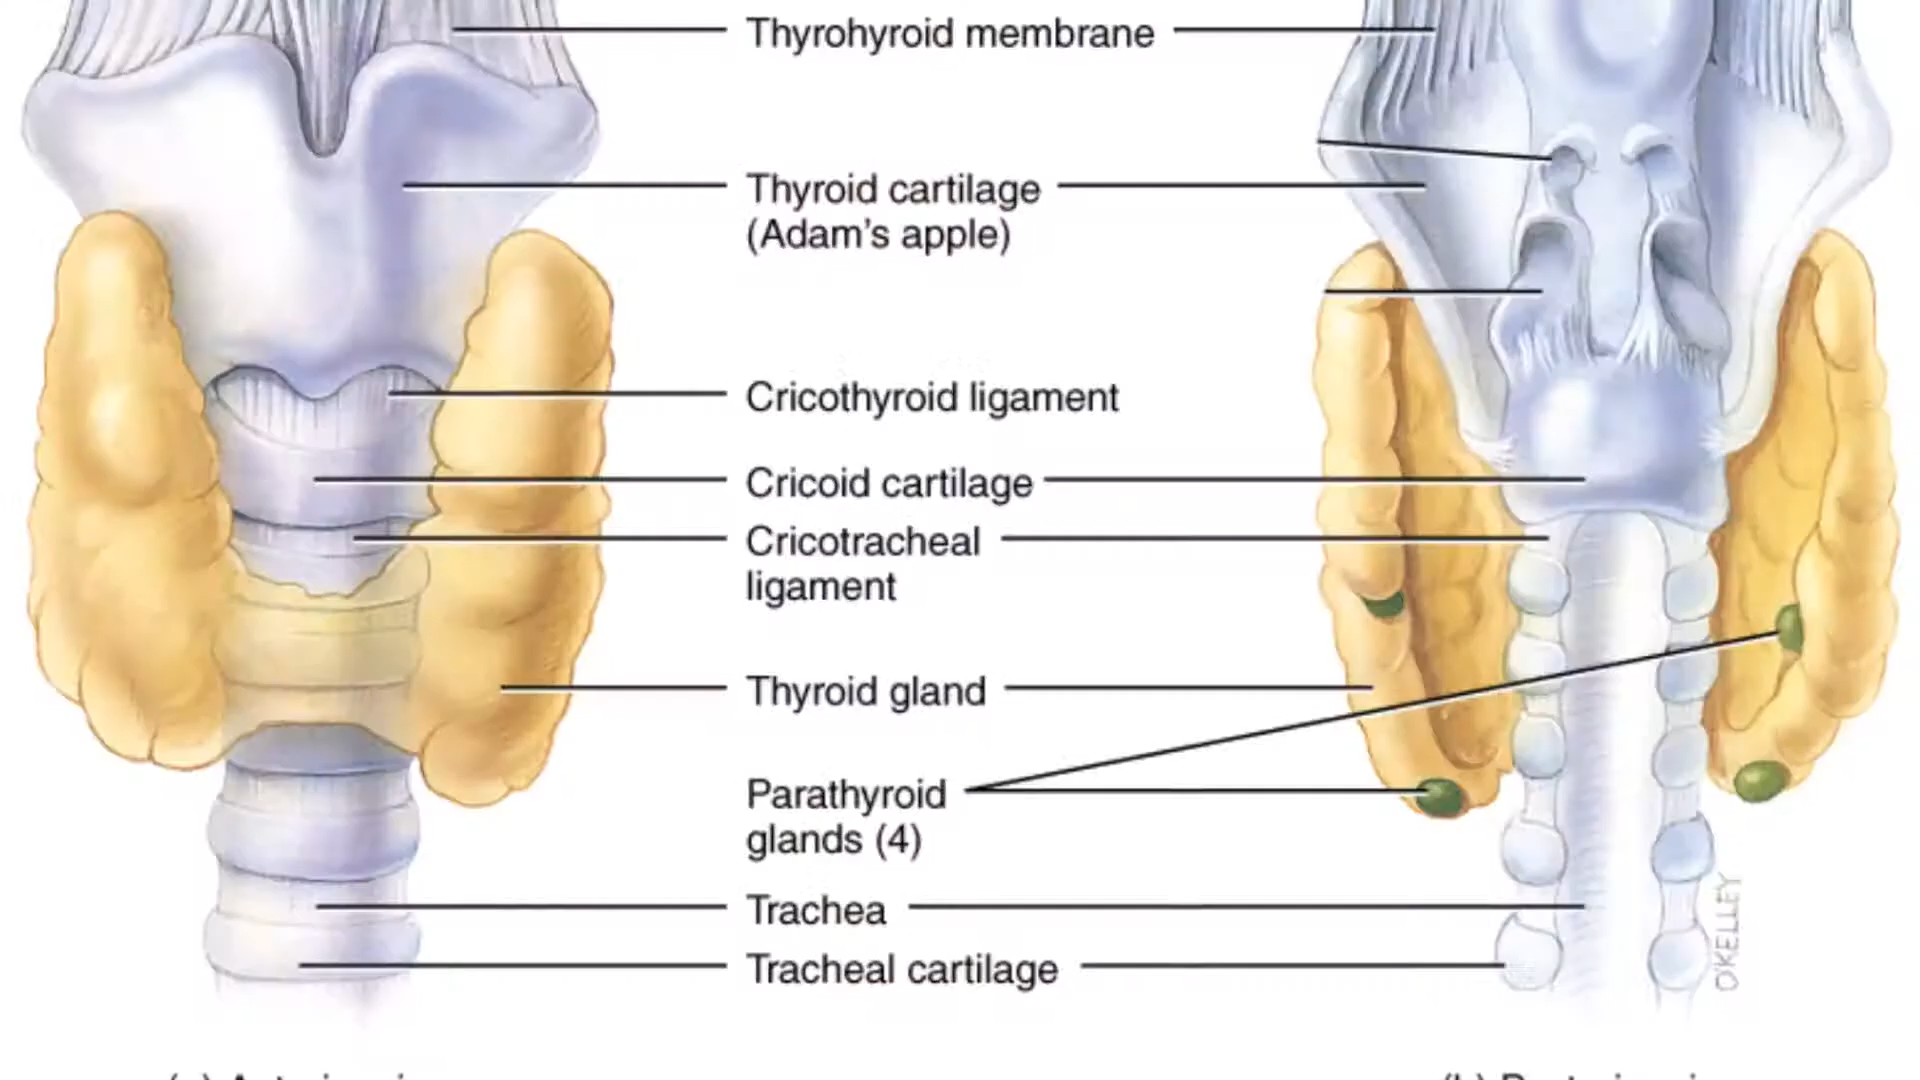 Thyrohyroid membrane
Thyroid cartilage
(Adam's apple)
Cricothyroid ligament
Cricoid cartilage
Cricotracheal
ligament
Thyroid gland
Parathyroid
glands (4)
Trachea
Tracheal cartilage
O'KELLEY